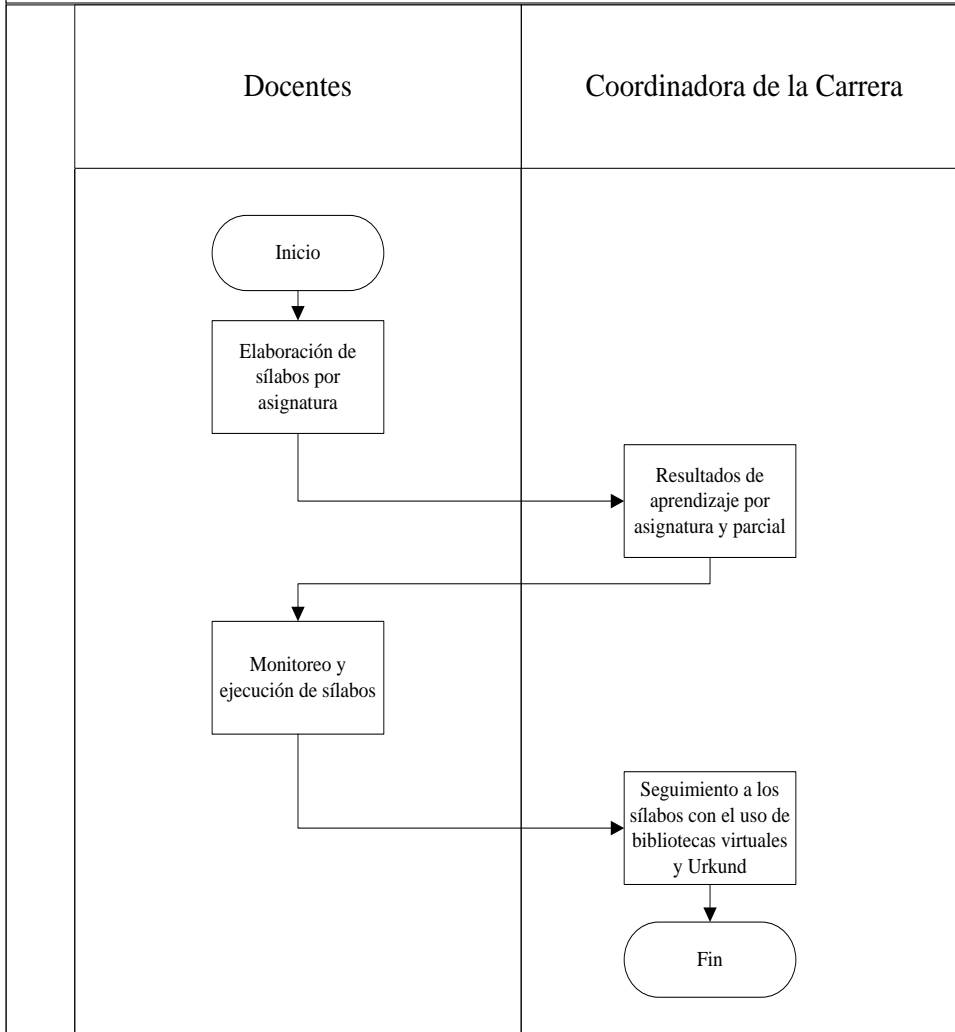 Docentes
Coordinadora de la Carrera
Inicio
Elaboración de
sílabos por
asignatura
Resultados de
aprendizaje por
asignatura y parcial
Monitoreo y
ejecución de sílabos
Seguimiento a los
sílabos con el uso de
bibliotecas virtuales
y Urkund
Fin